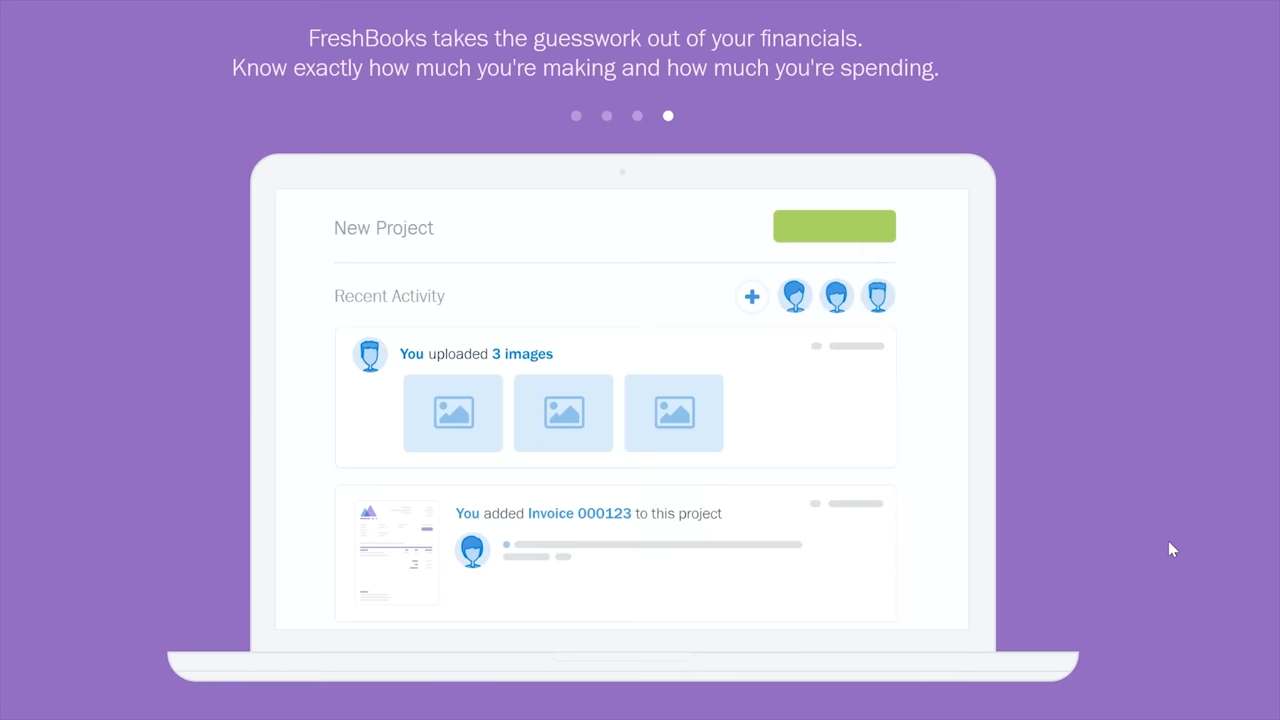 FreshBooks takes the guesswork out of your financials.
Know exactly how much you're making and how much you're spending.
New Project
Recent Activity
You uploaded 3 images
You added Invoice 000123 to this project